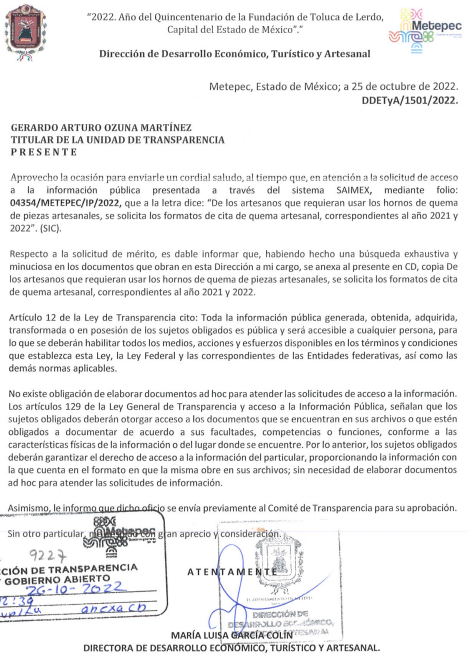 “2022. Año del Quincentenario de la Fundación de Toluca de Lerdo,
Capital del Estado de México”.”
Metepec
Dirección de Desarrollo Económico, Turístico y Artesanal
Metepec, Estado de México; a 25 de octubre de 2022.
DDETyA/1501/2022.
GERARDO ARTURO OZUNA MARTÍNEZ
TITULAR DE LA UNIDAD DE TRANSPARENCIA
P R E S E N T E
Aprovecho la ocasión para enviarle un cordial saludo, al tiempo que, en atención a la solicitud de acceso
a la información pública presentada a través del sistema SAIMEX, mediante folio:
04354/METEPEC/IP/2022, que a la letra dice: “De los artesanos que requieran usar los hornos de quema
de piezas artesanales, se solicita los formatos de cita de quema artesanal, correspondientes al año 2021 y
2022”. (SIC).
Respecto a la solicitud de mérito, es dable informar que, habiendo hecho una búsqueda exhaustiva y
minuciosa en los documentos que obran en esta Dirección a mi cargo, se anexa al presente en CD, copia De
los artesanos que requieran usar los hornos de quema de piezas artesanales, se solicita los formatos de cita
de quema artesanal, correspondientes al año 2021 y 2022.
Artículo 12 de la Ley de Transparencia cito: Toda la información pública generada, obtenida, adquirida,
transformada o en posesión de los sujetos obligados es pública y será accesible a cualquier persona, para
lo que se deberán habilitar todos los medios, acciones y esfuerzos disponibles en los términos y condiciones
que establezca esta Ley, la Ley Federal y las correspondientes de las Entidades federativas, así como las
demás normas aplicables.
No existe obligación de elaborar documentos ad hoc para atender las solicitudes de acceso a la información.
Los artículos 129 de la Ley General de Transparencia y acceso a la Información Pública, señalan que los
sujetos obligados deberán otorgar acceso a los documentos que se encuentran en sus archivos o que estén
obligados a documentar de acuerdo a sus facultades, competencias o funciones, conforme a las
características físicas de la información o del lugar donde se encuentre. Por lo anterior, los sujetos obligados
deberán garantizar el derecho de acceso a la información del particular, proporcionando la información con
la que cuenta en el formato en que la misma obre en sus archivos; sin necesidad de elaborar documentos
ad hoc para atender las solicitudes de información.
Asimismo, le informo que dicho oficio se envía previamente al Comité de Transparencia para su aprobación.
Sin otro particular, con gran aprecio y consideración.
Metepec
9227
CIÓN DE TRANSPARENCIA
GOBIERNO ABIERTO
26-10-2022
anexa CD
A T E N T A M E N T E
DIRECCIÓN DE
DESARROLLO ECONÓMICO,
MARÍA LUISA GARCÍA COLÍN
DIRECTORA DE DESARROLLO ECONÓMICO, TURÍSTICO Y ARTESANAL.